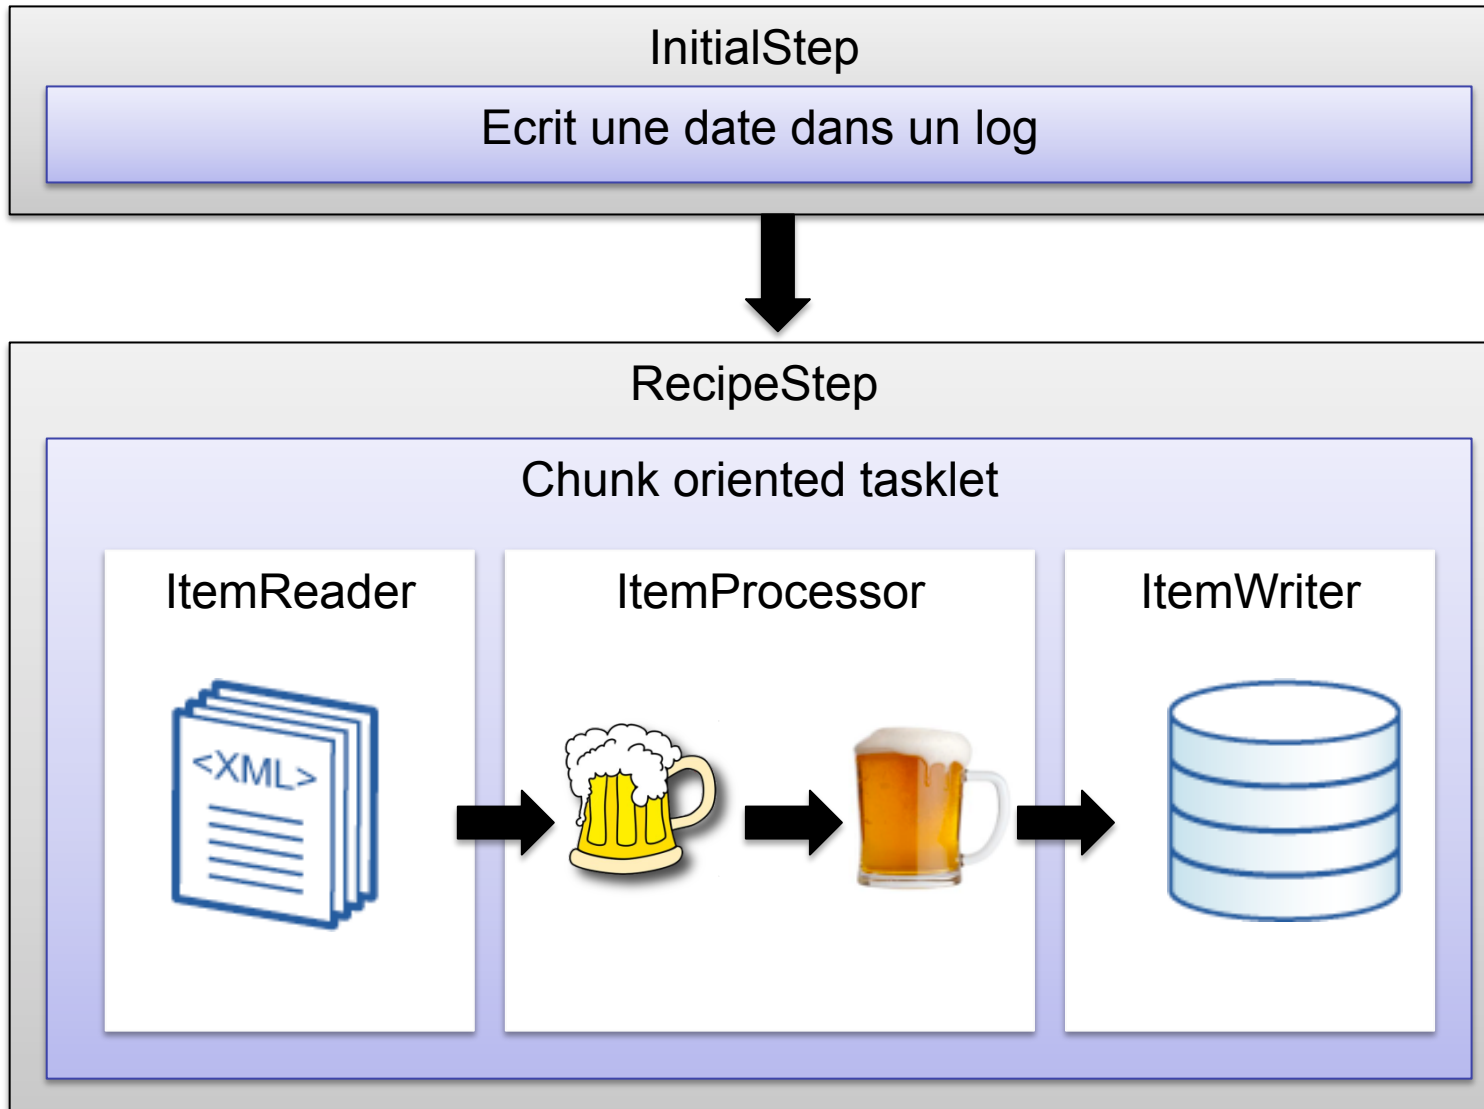 InitialStep
Ecrit une date dans un log
RecipeStep
Chunk oriented tasklet
ItemReader
ItemProcessor
ItemWriter
<XML>